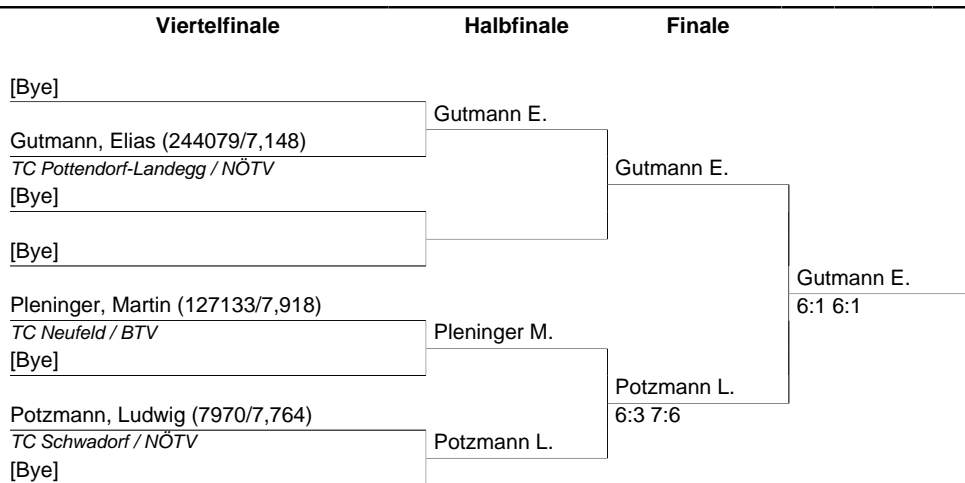 Viertelfinale Halbfinale Finale
[Bye]
Gutmann E.
Gutmann, Elias (244079/7,148)
TC Pottendorf-Landegg / NÖTV
Gutmann E.
[Bye]
[Bye]
Gutmann E.
Pleninger, Martin (127133/7,918)
6:1 6:1
TC Neufeld / BTV
Pleninger M.
[Bye]
Potzmann L.
Potzmann, Ludwig (7970/7,764)
6:3 7:6
TC Schwadorf / NÖTV
Potzmann L.
[Bye]